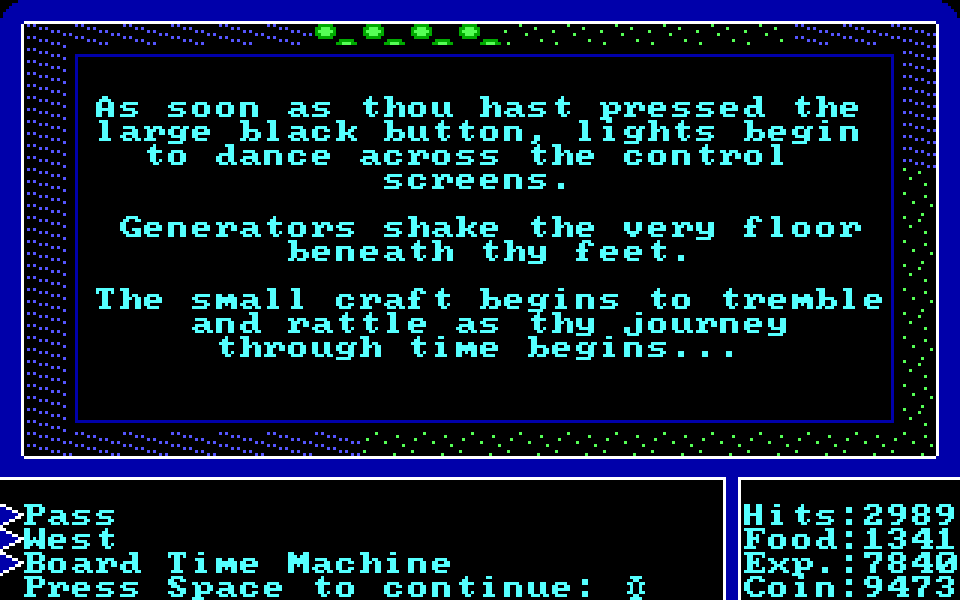 As soon as thou hast pressed the
large black button, lights begin
to dance across the control
screens.
Generators shake the very floor
beneath thy feet.
The small craft begins to tremble
and rattle as thy journey
through time begins...
Pass
West
Board Time Machine
Press Space to continue:
Hits:2989
Food:1341
Exp.:7840
Coin:9473